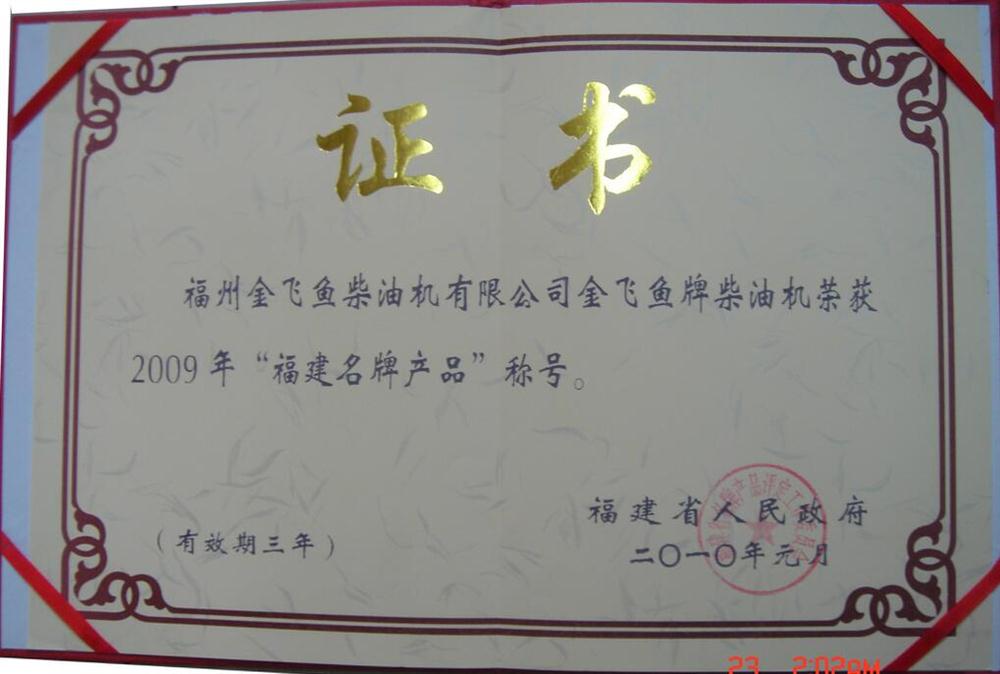 证书
福州金飞鱼柴油机有限公司金飞鱼牌柴油机荣获
2009年“福建名牌产品”称号。
福建省人民政府
二〇一〇年元月
（有效期三年）
23 2:02PM